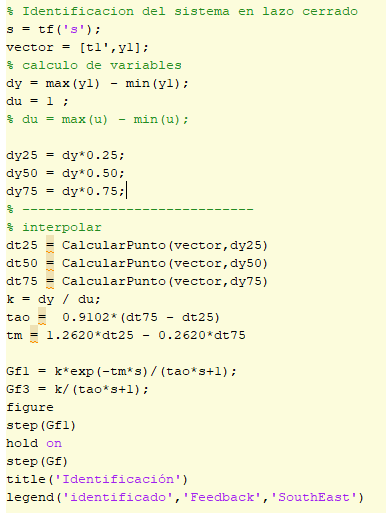 % Identificacion del sistema en lazo cerrado
s = tf('s');
vector = [t1',y1];
% calculo de variables
dy = max(y1) - min(y1);
du = 1 ;
% du = max(u) - min(u);
dy25 = dy*0.25;
dy50 = dy*0.50;
dy75 = dy*0.75;
% -----------------------------
% interpolar
dt25 = CalcularPunto(vector,dy25)
dt50 = CalcularPunto(vector,dy50)
dt75 = CalcularPunto(vector,dy75)
k = dy / du;
tao =  0.9102*(dt75 - dt25)
tm = 1.2620*dt25 - 0.2620*dt75
Gf1 = k*exp(-tm*s)/(tao*s+1);
Gf3 = k/(tao*s+1);
figure
step(Gf1)
hold on
step(Gf)
title('Identificación')
legend('identificado','Feedback','SouthEast')